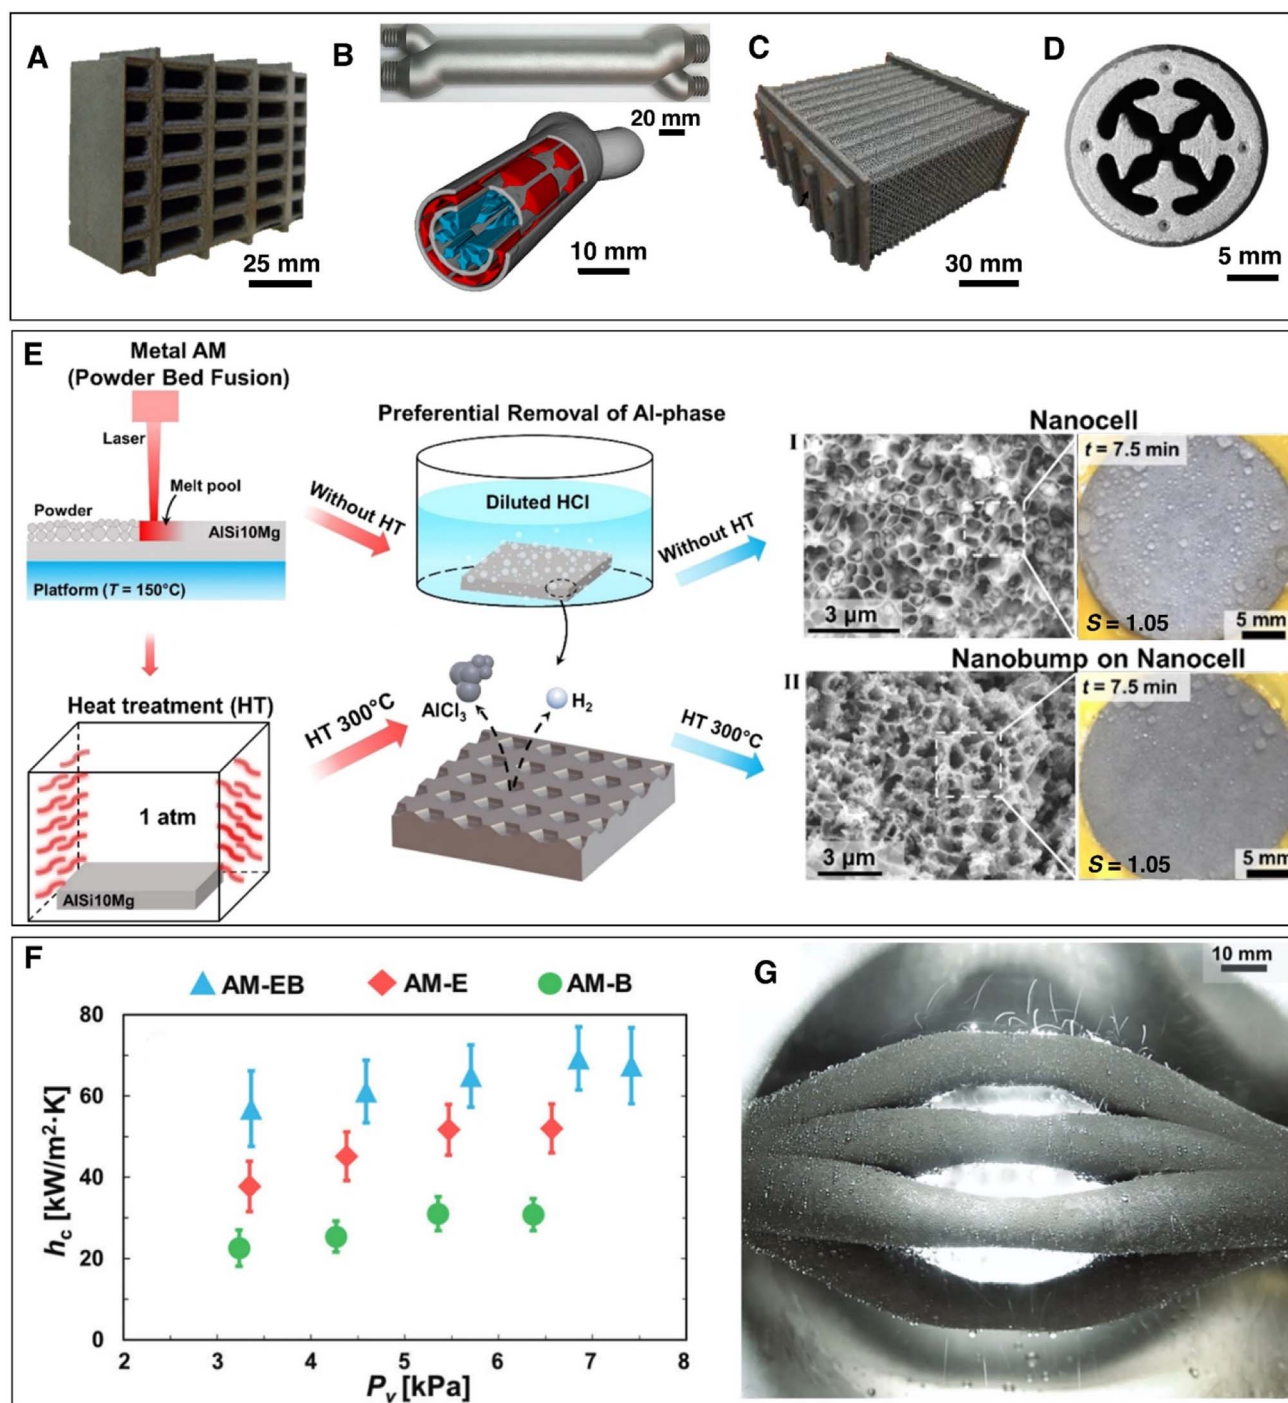 A
25 mm
B
20 mm
10 mm
C
30 mm
D
5 mm
E
Metal AM
(Powder Bed Fusion)
Laser
Melt pool
Powder
AlSi10Mg
Platform (T = 150°C)
Without HT
Preferential Removal of Al-phase
Diluted HCl
Without HT
Nanocell
I
t = 7.5 min
3 µm
S = 1.05
5 mm
Heat treatment (HT)
1 atm
AlSi10Mg
HT 300°C
AlCl₃
H₂
HT 300°C
Nanobump on Nanocell
II
t = 7.5 min
3 µm
S = 1.05
5 mm
F
AM-EB
AM-E
AM-B
80
60
40
20
0
h_c [kW/m²·K]
2
3
4
5
6
7
8
P_v [kPa]
G
10 mm